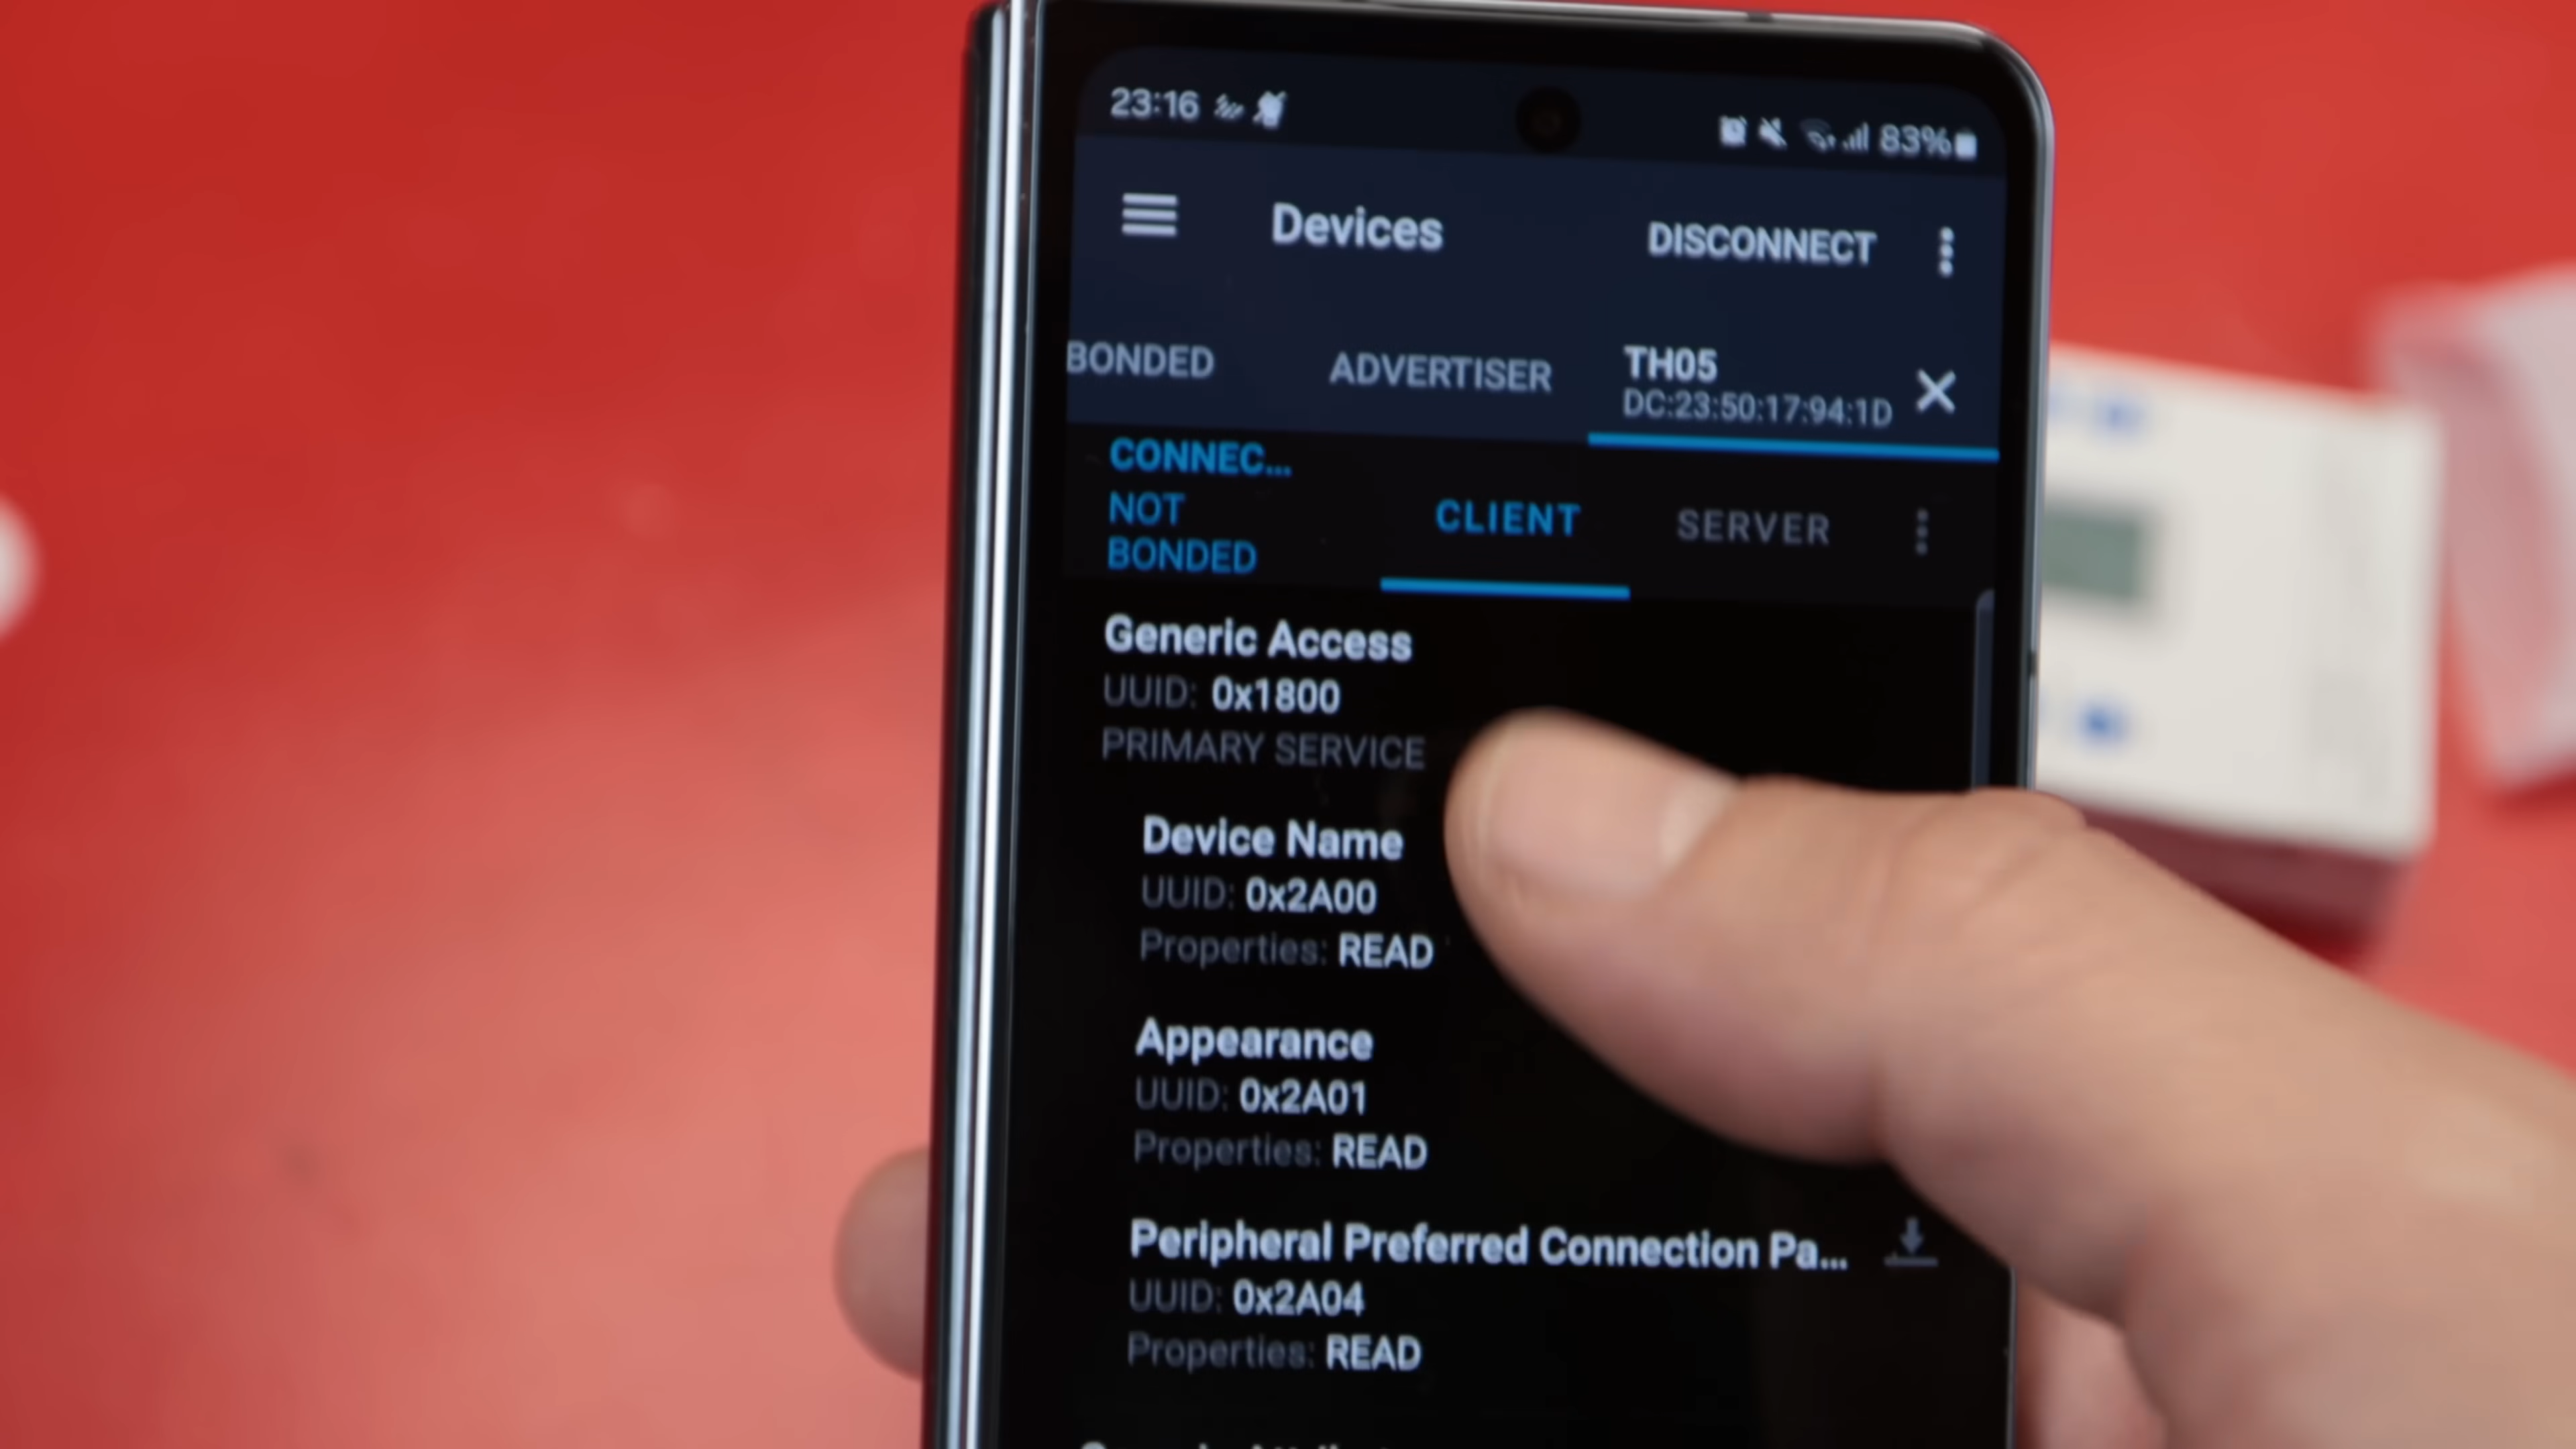 23:16
83%
Devices
DISCONNECT
BONDED
ADVERTISER
TH05
DC:23:50:17:94:1D
CONNEC...
NOT
BONDED
CLIENT
SERVER
Generic Access
UUID: 0x1800
PRIMARY SERVICE
Device Name
UUID: 0x2A00
Properties: READ
Appearance
UUID: 0x2A01
Properties: READ
Peripheral Preferred Connection Pa...
UUID: 0x2A04
Properties: READ